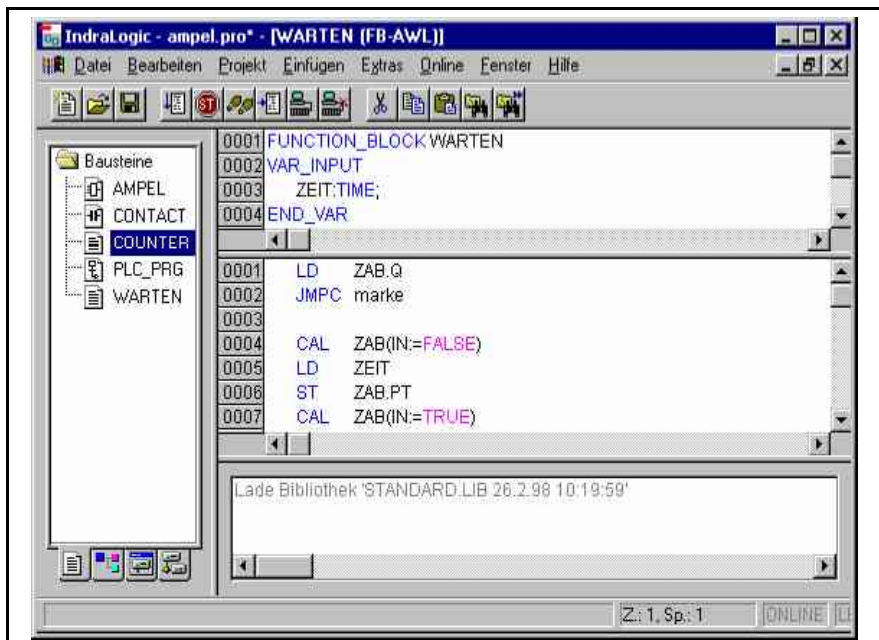 IndraLogic - ampel.pro* - [WARTEN (FB-AWL)]
Datei Bearbeiten Projekt Einfügen Extras Online Fenster Hilfe
Bausteine
AMPEL
CONTACT
COUNTER
PLC_PRG
WARTEN
0001 FUNCTION_BLOCK WARTEN
0002 VAR_INPUT
0003 ZEIT:TIME;
0004 END_VAR
0001 LD ZAB.Q
0002 JMPC marke
0003
0004 CAL ZAB(IN:=FALSE)
0005 LD ZEIT
0006 ST ZAB.PT
0007 CAL ZAB(IN:=TRUE)
Lade Bibliothek 'STANDARD.LIB 26.2.98 10:19:59'
Z.: 1, Sp.: 1 ONLINE